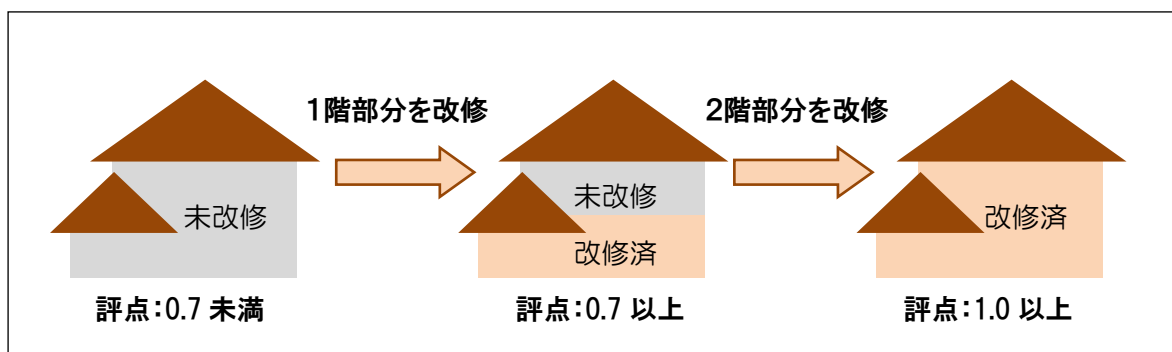 1階部分を改修
2階部分を改修
未改修
未改修
改修済
改修済
評点:0.7 未満
評点:0.7 以上
評点:1.0 以上